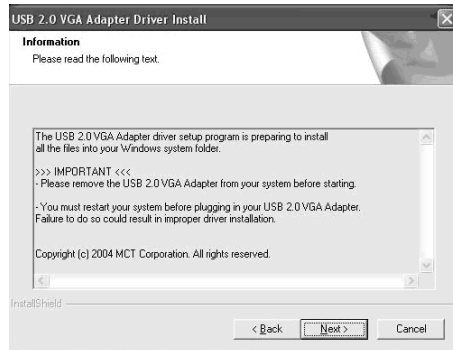 USB 2.0 VGA Adapter Driver Install
Information
Please read the following text.
The USB 2.0 VGA Adapter driver setup program is preparing to install
all the files into your Windows system folder.
>>> IMPORTANT <<<
- Please remove the USB 2.0 VGA Adapter from your system before starting.
- You must restart your system before plugging in your USB 2.0 VGA Adapter.
Failure to do so could result in improper driver installation.
Copyright (c) 2004 MCT Corporation. All rights reserved.
InstallShield
< Back Next > Cancel